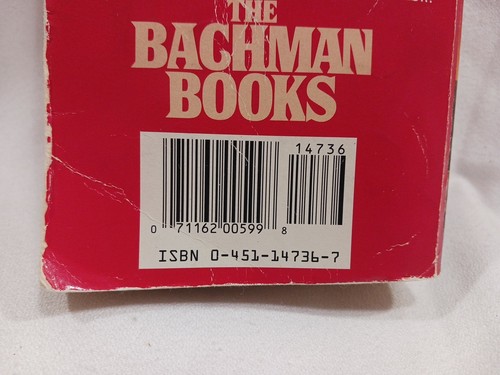 THE
BACHMAN
BOOKS
14736
0 71162 00599 8
ISBN 0-451-14736-7